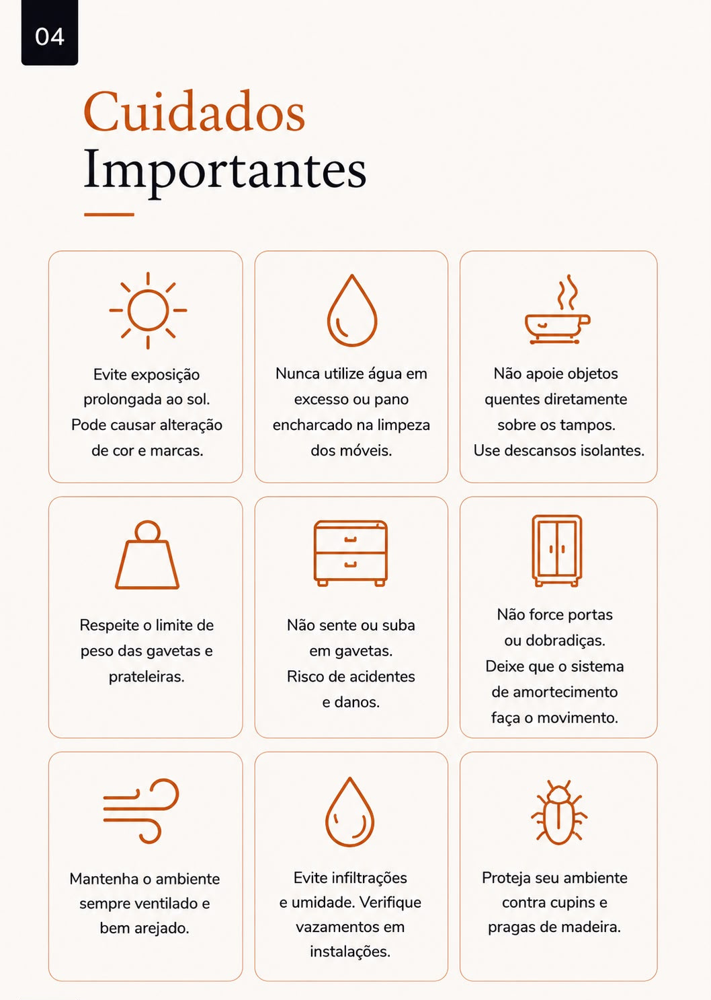 04
Cuidados
Importantes
Evite exposição
prolongada ao sol.
Pode causar alteração
de cor e marcas.
Nunca utilize água em
excesso ou pano
encharcado na limpeza
dos móveis.
Não apoie objetos
quentes diretamente
sobre os tampos.
Use descansos isolantes.
Respeite o limite de
peso das gavetas e
prateleiras.
Não sente ou suba
em gavetas.
Risco de acidentes
e danos.
Não force portas
ou dobradiças.
Deixe que o sistema
de amortecimento
faça o movimento.
Mantenha o ambiente
sempre ventilado e
bem arejado.
Evite infiltrações
e umidade. Verifique
vazamentos em
instalações.
Proteja seu ambiente
contra cupins e
pragas de madeira.